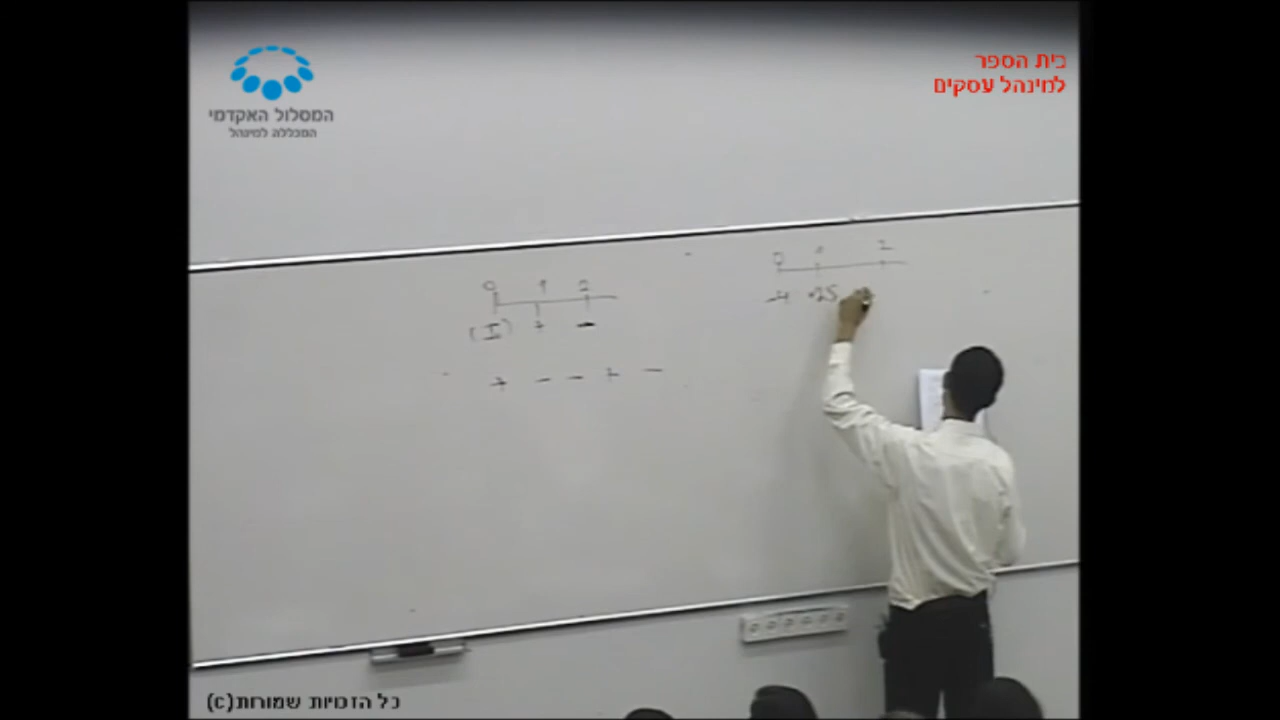 בית הספר
למינהל עסקים
המסלול האקדמי
המכללה למינהל
0 1 2
(I) + -
+ - - + -
0 1 2
-4 +25
כל הזכויות שמורות(c)